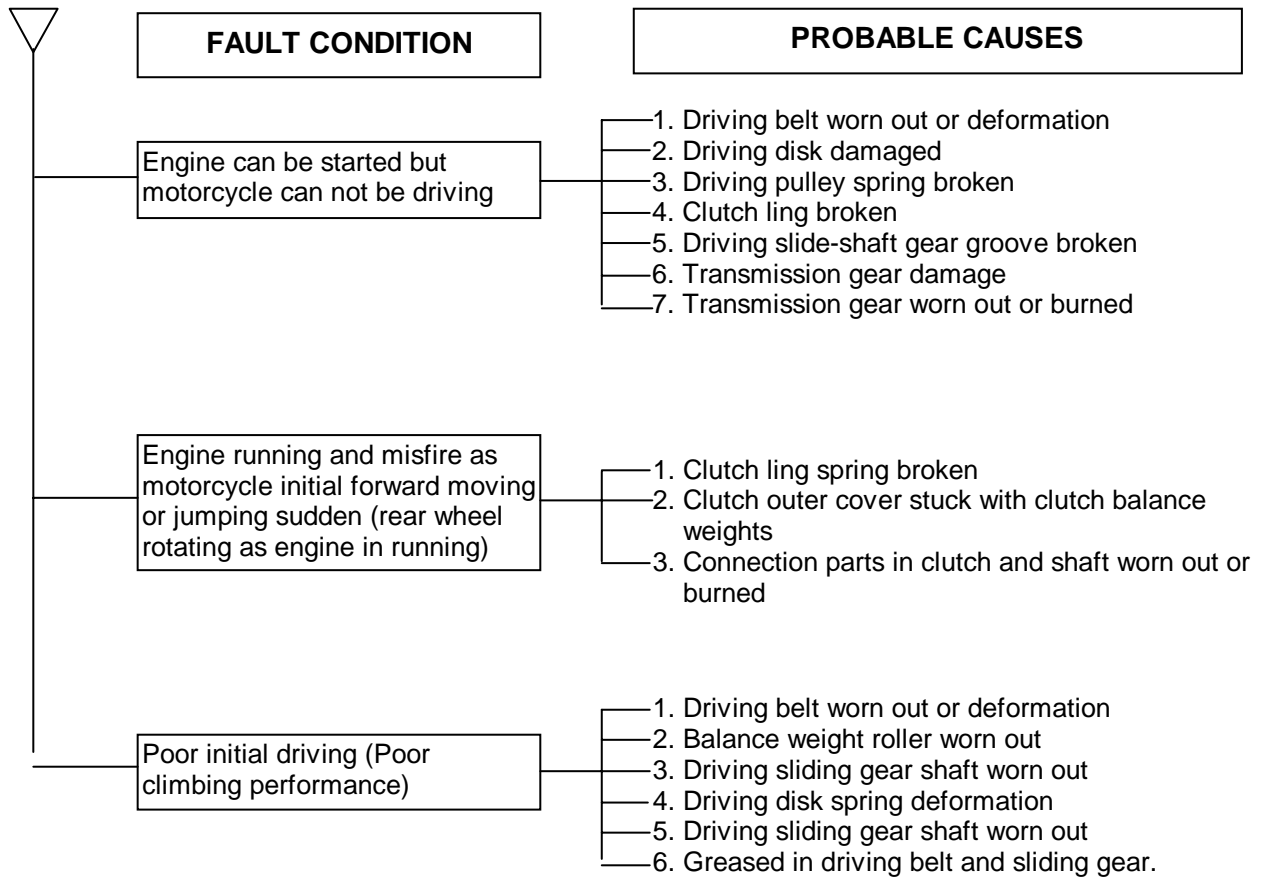 FAULT CONDITION
PROBABLE CAUSES
Engine can be started but
motorcycle can not be driving
1. Driving belt worn out or deformation
2. Driving disk damaged
3. Driving pulley spring broken
4. Clutch ling broken
5. Driving slide-shaft gear groove broken
6. Transmission gear damage
7. Transmission gear worn out or burned
Engine running and misfire as
motorcycle initial forward moving
or jumping sudden (rear wheel
rotating as engine in running)
1. Clutch ling spring broken
2. Clutch outer cover stuck with clutch balance
weights
3. Connection parts in clutch and shaft worn out or
burned
Poor initial driving (Poor
climbing performance)
1. Driving belt worn out or deformation
2. Balance weight roller worn out
3. Driving sliding gear shaft worn out
4. Driving disk spring deformation
5. Driving sliding gear shaft worn out
6. Greased in driving belt and sliding gear.